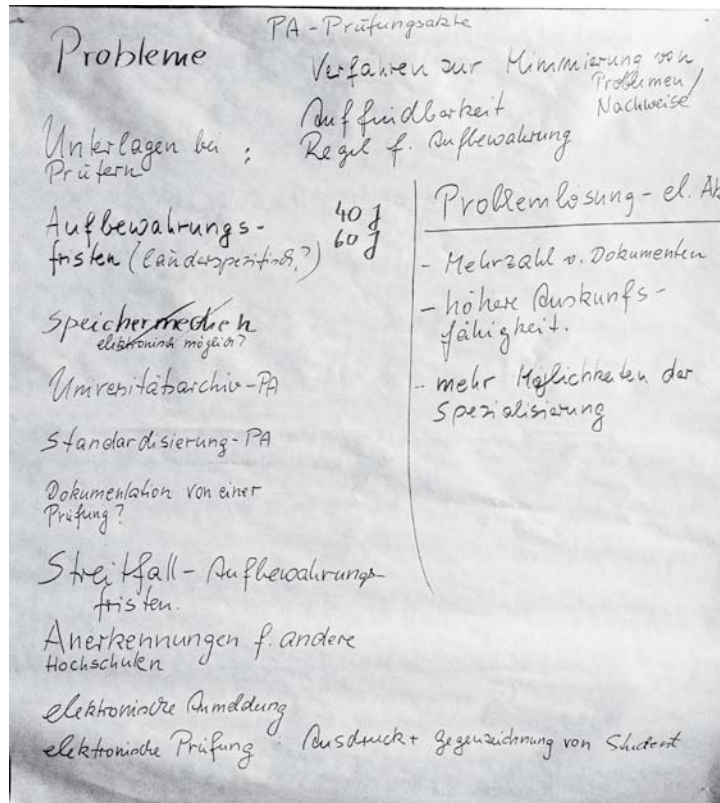 PA - Prüfungsakte
Probleme
Verfahren zur Mimmierung von
Problemen /
Nachweise
Auffindbarkeit
Unterlagen bei : Regel f. Aufbewahrung
Prüfern
Aufbewahrungs- 40 J
fristen (länderspezifisch?) 60 J
Speichermedien
elektronisch möglich?
Universitätsarchiv-PA
Standardisierung-PA
Dokumentation von einer
Prüfung?
Streitfall - Aufbewahrungs-
fristen.
Anerkennungen f. andere
Hochschulen
elektronische Anmeldung
elektronische Prüfung : Ausdruck + Gegenzeichnung von Student
Problemlösung - el. Ak
- Mehrzahl v. Dokumenten
- höhere Auskunfs-
fähigkeit.
- mehr Möglichkeiten der
Spezialisierung